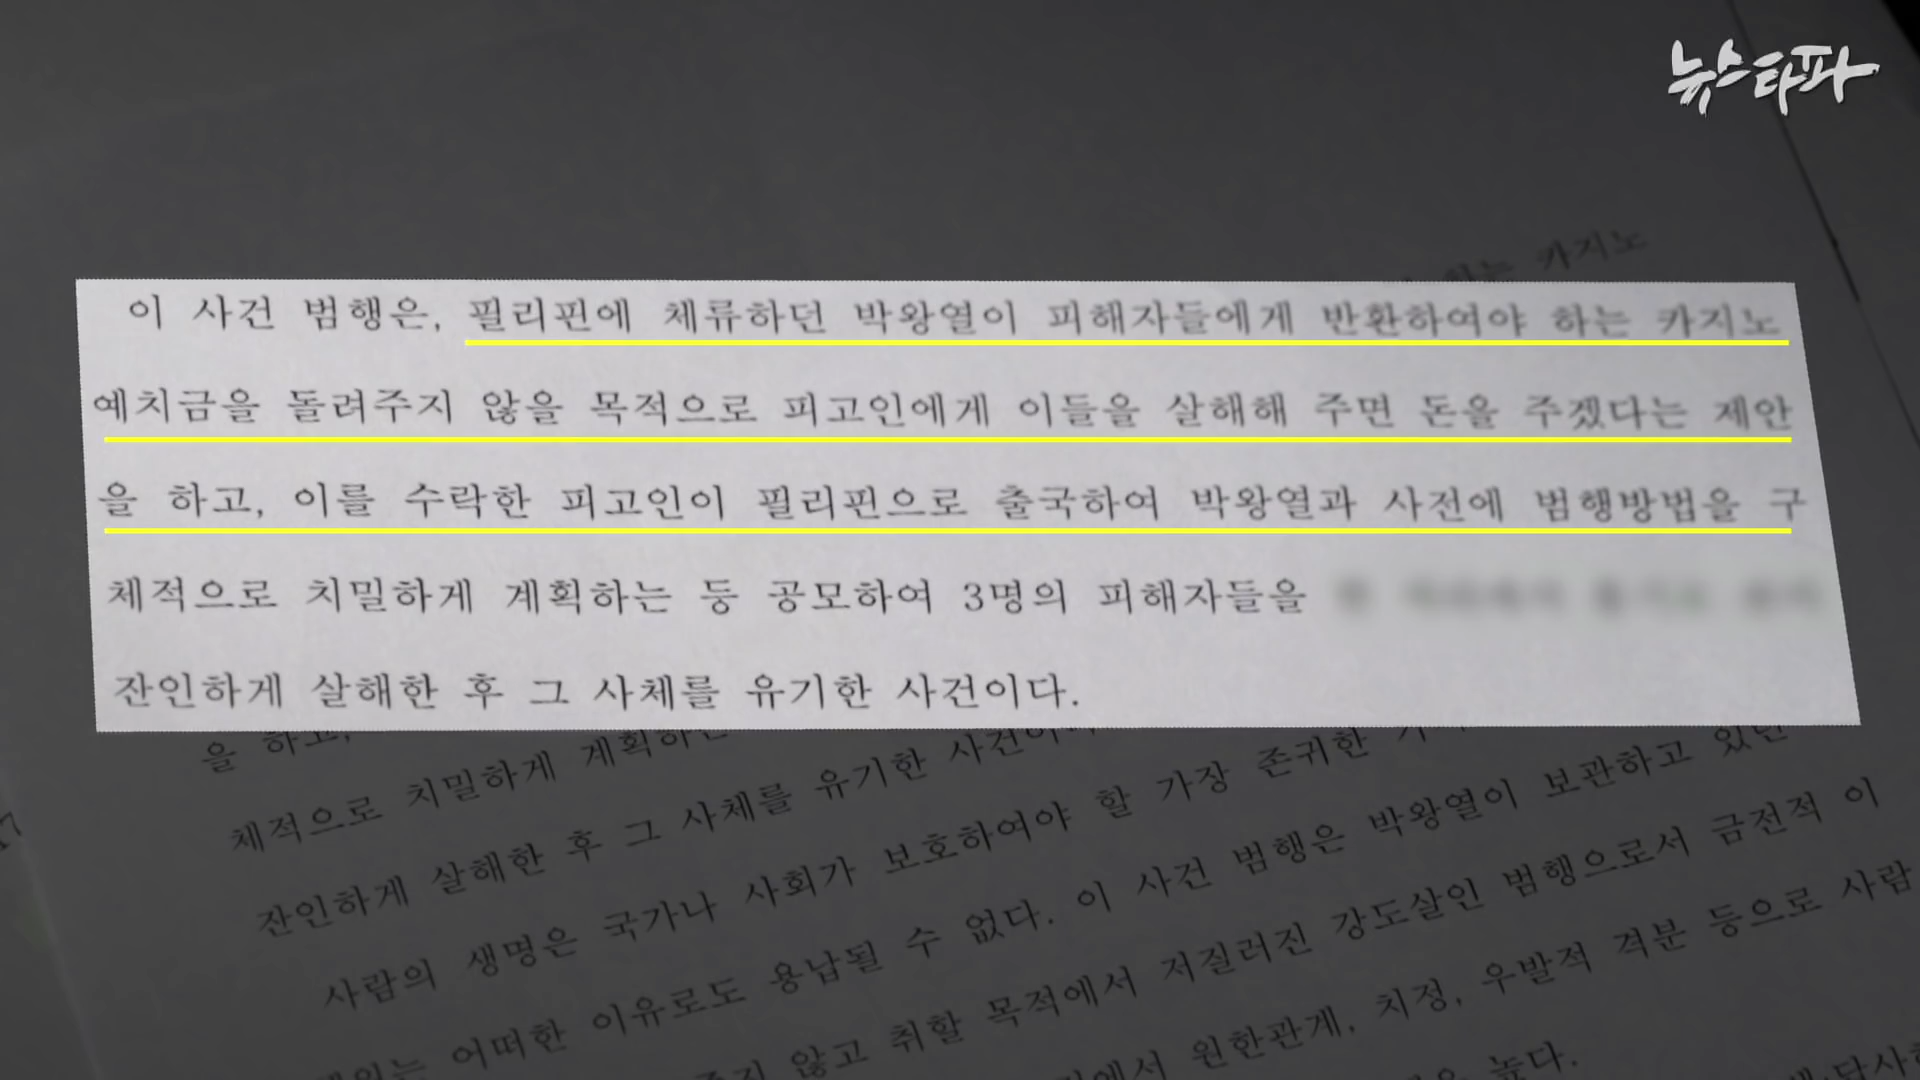 뉴스타파
하는 카지노
이 사건 범행은, 필리핀에 체류하던 박왕열이 피해자들에게 반환하여야 하는 카지노
예치금을 돌려주지 않을 목적으로 피고인에게 이들을 살해해 주면 돈을 주겠다는 제안
을 하고, 이를 수락한 피고인이 필리핀으로 출국하여 박왕열과 사전에 범행방법을 구
체적으로 치밀하게 계획하는 등 공모하여 3명의 피해자들을
잔인하게 살해한 후 그 사체를 유기한 사건이다.
을 하고,
체적으로 치밀하게 계획하는
잔인하게 살해한 후 그 사체를 유기한
사람의 생명은 국가나 사회가 보호하여야 할 가장 존귀한
어떠한 이유로도 용납될 수 없다. 이 사건 범행은 박왕열이 보관하고 있던
않고 취할 목적에서 저질러진 강도살인 범행으로서 금전적 이
원한관계, 치정, 우발적 격분 등으로 사람
높다.